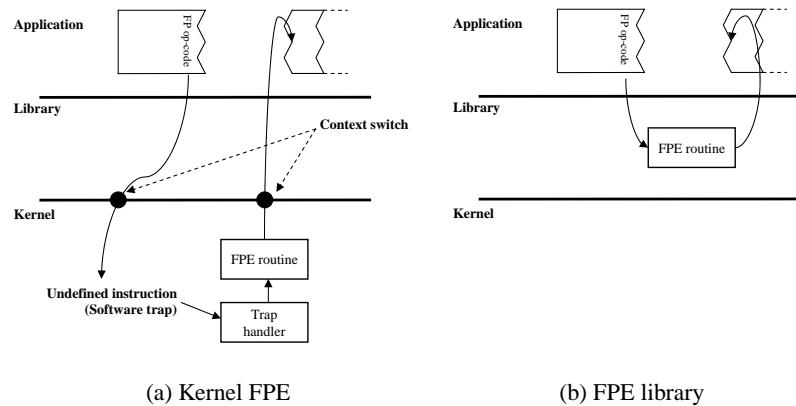 Application
FP op-code
Library
Context switch
Kernel
FPE routine
Undefined instruction
(Software trap)
Trap
handler
(a) Kernel FPE
Application
FP op-code
Library
FPE routine
Kernel
(b) FPE library